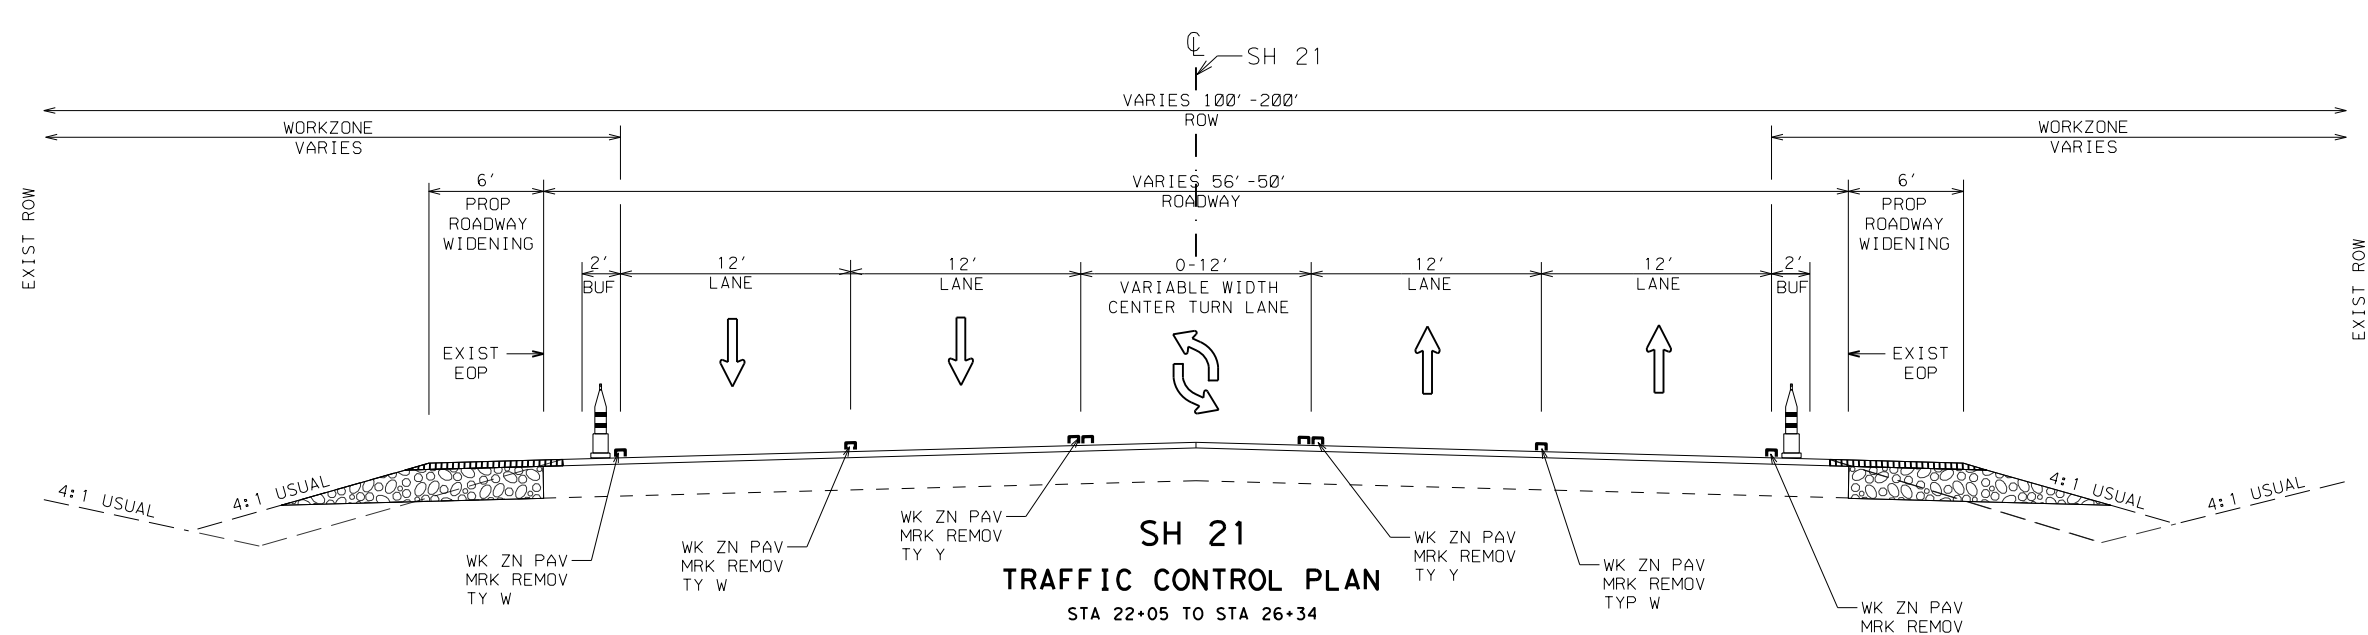 ℄
SH 21
VARIES 100'-200'
ROW
WORKZONE
VARIES
WORKZONE
VARIES
EXIST ROW
6'
PROP
ROADWAY
WIDENING
VARIES 56'-50'
ROADWAY
6'
PROP
ROADWAY
WIDENING
EXIST ROW
2'
BUF
12'
LANE
12'
LANE
0-12'
VARIABLE WIDTH
CENTER TURN LANE
12'
LANE
12'
LANE
2'
BUF
EXIST
EOP
EXIST
EOP
4:1 USUAL
4:1 USUAL
4:1 USUAL
4:1 USUAL
WK ZN PAV
MRK REMOV
TY W
WK ZN PAV
MRK REMOV
TY W
WK ZN PAV
MRK REMOV
TY Y
WK ZN PAV
MRK REMOV
TY Y
WK ZN PAV
MRK REMOV
TYP W
WK ZN PAV
MRK REMOV
SH 21
TRAFFIC CONTROL PLAN
STA 22+05 TO STA 26+34